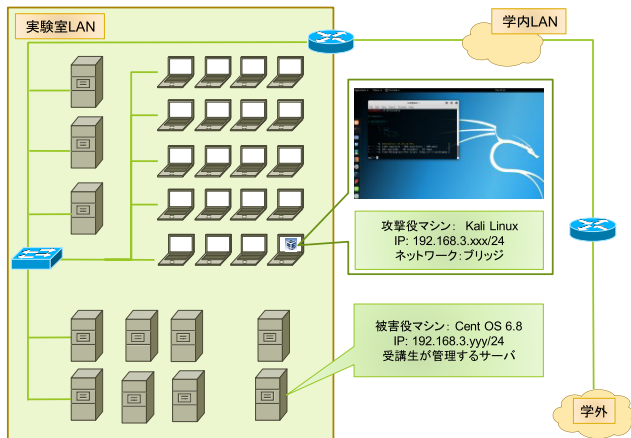 実験室LAN
学内LAN
攻撃役マシン： Kali Linux
IP: 192.168.3.xxx/24
ネットワーク：ブリッジ
被害役マシン： Cent OS 6.8
IP: 192.168.3.yyy/24
受講生が管理するサーバ
学外